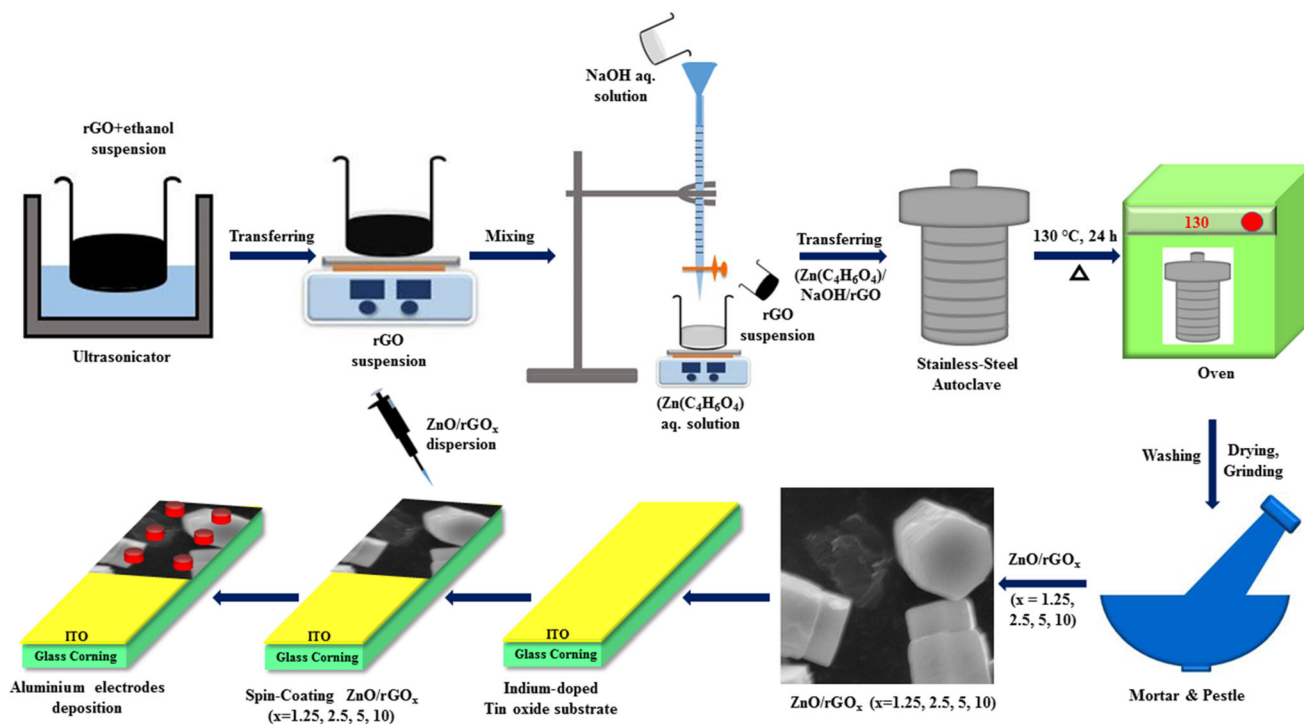 rGO+ethanol
suspension
Ultrasonicator
Transferring
rGO
suspension
Mixing
NaOH aq.
solution
rGO
suspension
(Zn(C₄H₆O₄)
aq. solution
Transferring
(Zn(C₄H₆O₄)/
NaOH/rGO
Stainless-Steel
Autoclave
130 °C, 24 h
Δ
130
Oven
Washing
Drying,
Grinding
Mortar & Pestle
ZnO/rGOₓ
(x = 1.25,
2.5, 5, 10)
ZnO/rGOₓ (x=1.25, 2.5, 5, 10)
Glass Corning
Indium-doped
Tin oxide substrate
ZnO/rGOₓ
dispersion
ITO
Glass Corning
Spin-Coating ZnO/rGOₓ
(x=1.25, 2.5, 5, 10)
ITO
Glass Corning
Aluminium electrodes
deposition